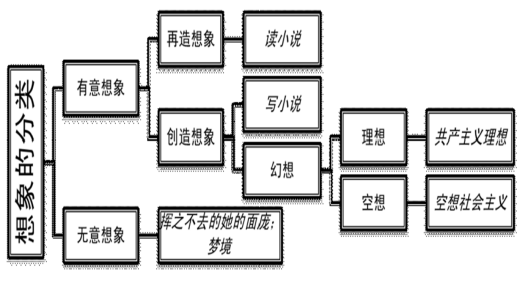 想象的分类
有意想象
再造想象
读小说
创造想象
写小说
幻想
理想
共产主义理想
空想
空想社会主义
无意想象
挥之不去的她的面庞；
梦境